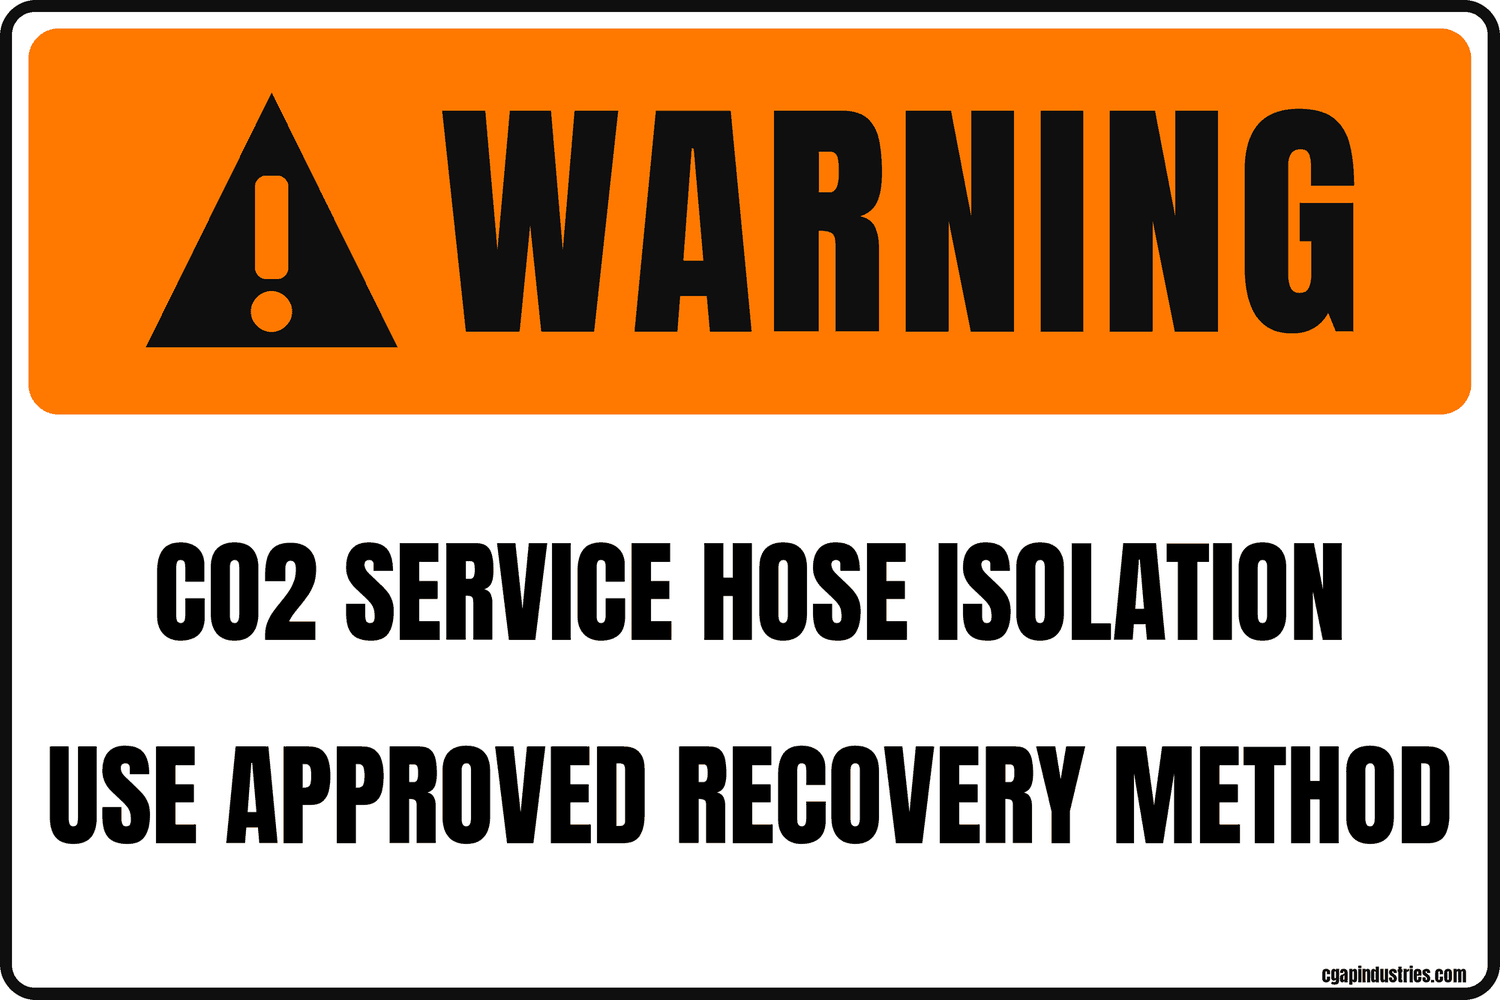 WARNING
CO2 SERVICE HOSE ISOLATION
USE APPROVED RECOVERY METHOD
cgapindustries.com